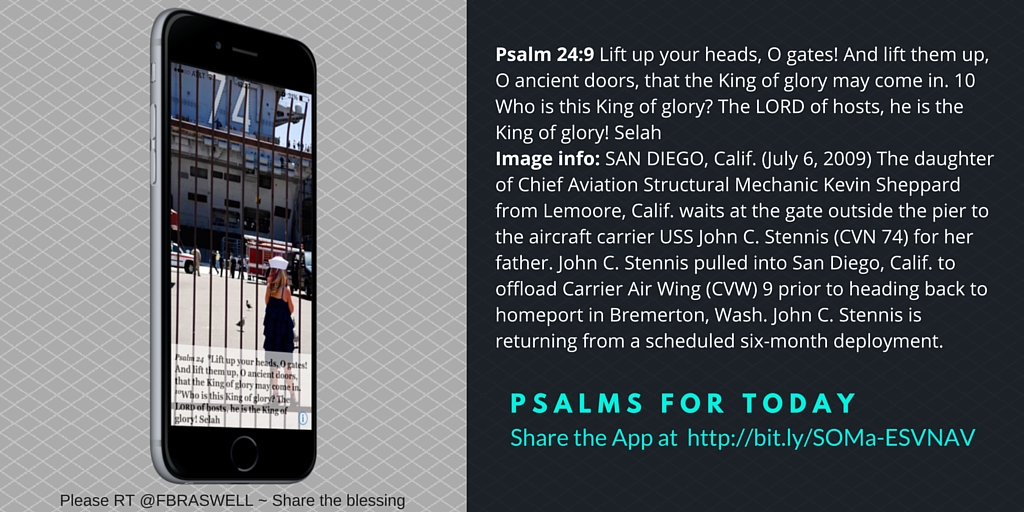 74
Psalm 24 ⁹Lift up your heads, O gates!
And lift them up, O ancient doors,
that the King of glory may come in.
¹⁰Who is this King of glory? The
LORD of hosts, he is the King of
glory! Selah
Please RT @FBRASWELL ~ Share the blessing
Psalm 24:9 Lift up your heads, O gates! And lift them up,
O ancient doors, that the King of glory may come in. 10
Who is this King of glory? The LORD of hosts, he is the
King of glory! Selah
Image info: SAN DIEGO, Calif. (July 6, 2009) The daughter
of Chief Aviation Structural Mechanic Kevin Sheppard
from Lemoore, Calif. waits at the gate outside the pier to
the aircraft carrier USS John C. Stennis (CVN 74) for her
father. John C. Stennis pulled into San Diego, Calif. to
offload Carrier Air Wing (CVW) 9 prior to heading back to
homeport in Bremerton, Wash. John C. Stennis is
returning from a scheduled six-month deployment.
PSALMS FOR TODAY
Share the App at http://bit.ly/SOMa-ESVNAV